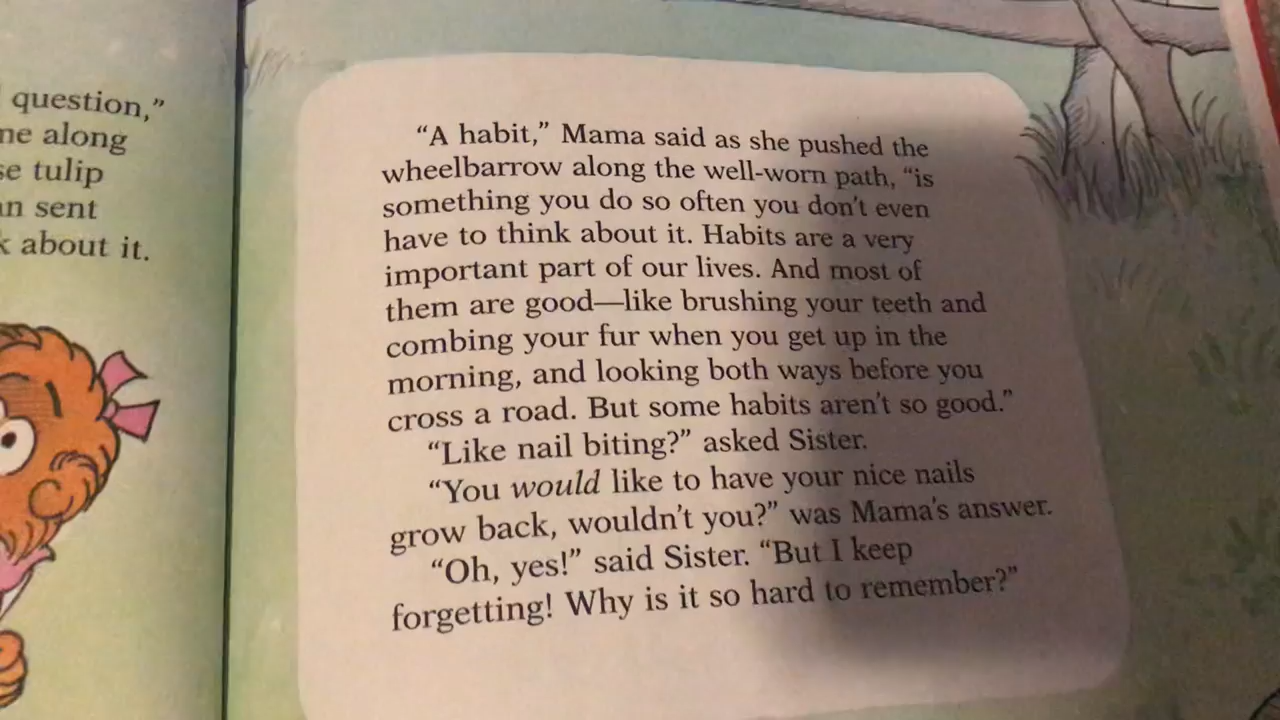 question,”
along
tulip
sent
about it.
“A habit,” Mama said as she pushed the
wheelbarrow along the well-worn path, “is
something you do so often you don’t even
have to think about it. Habits are a very
important part of our lives. And most of
them are good—like brushing your teeth and
combing your fur when you get up in the
morning, and looking both ways before you
cross a road. But some habits aren’t so good.”
“Like nail biting?” asked Sister.
“You would like to have your nice nails
grow back, wouldn’t you?” was Mama’s answer.
“Oh, yes!” said Sister. “But I keep
forgetting! Why is it so hard to remember?”